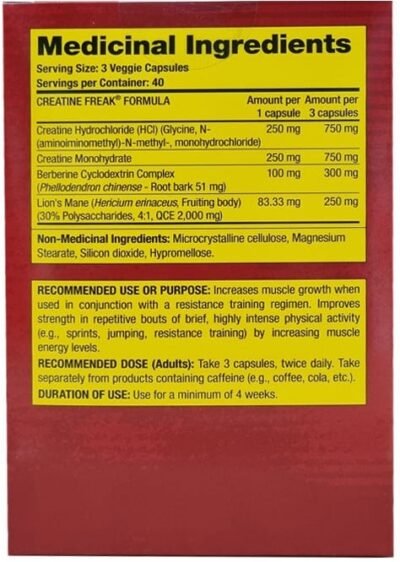 Medicinal Ingredients
Serving Size: 3 Veggie Capsules
Servings per Container: 40
CREATINE FREAK® FORMULA Amount per Amount per
1 capsule 3 capsules
Creatine Hydrochloride (HCl) (Glycine, N- 250 mg 750 mg
(aminoiminomethyl)-N-methyl-, monohydrochloride)
Creatine Monohydrate 250 mg 750 mg
Berberine Cyclodextrin Complex 100 mg 300 mg
(Phellodendron chinense - Root bark 51 mg)
Lion's Mane (Hericium erinaceus, Fruiting body) 83.33 mg 250 mg
(30% Polysaccharides, 4:1, QCE 2,000 mg)
Non-Medicinal Ingredients: Microcrystalline cellulose, Magnesium
Stearate, Silicon dioxide, Hypromellose.
RECOMMENDED USE OR PURPOSE: Increases muscle growth when
used in conjunction with a resistance training regimen. Improves
strength in repetitive bouts of brief, highly intense physical activity
(e.g., sprints, jumping, resistance training) by increasing muscle
energy levels.
RECOMMENDED DOSE (Adults): Take 3 capsules, twice daily. Take
separately from products containing caffeine (e.g., coffee, cola, etc.).
DURATION OF USE: Use for a minimum of 4 weeks.